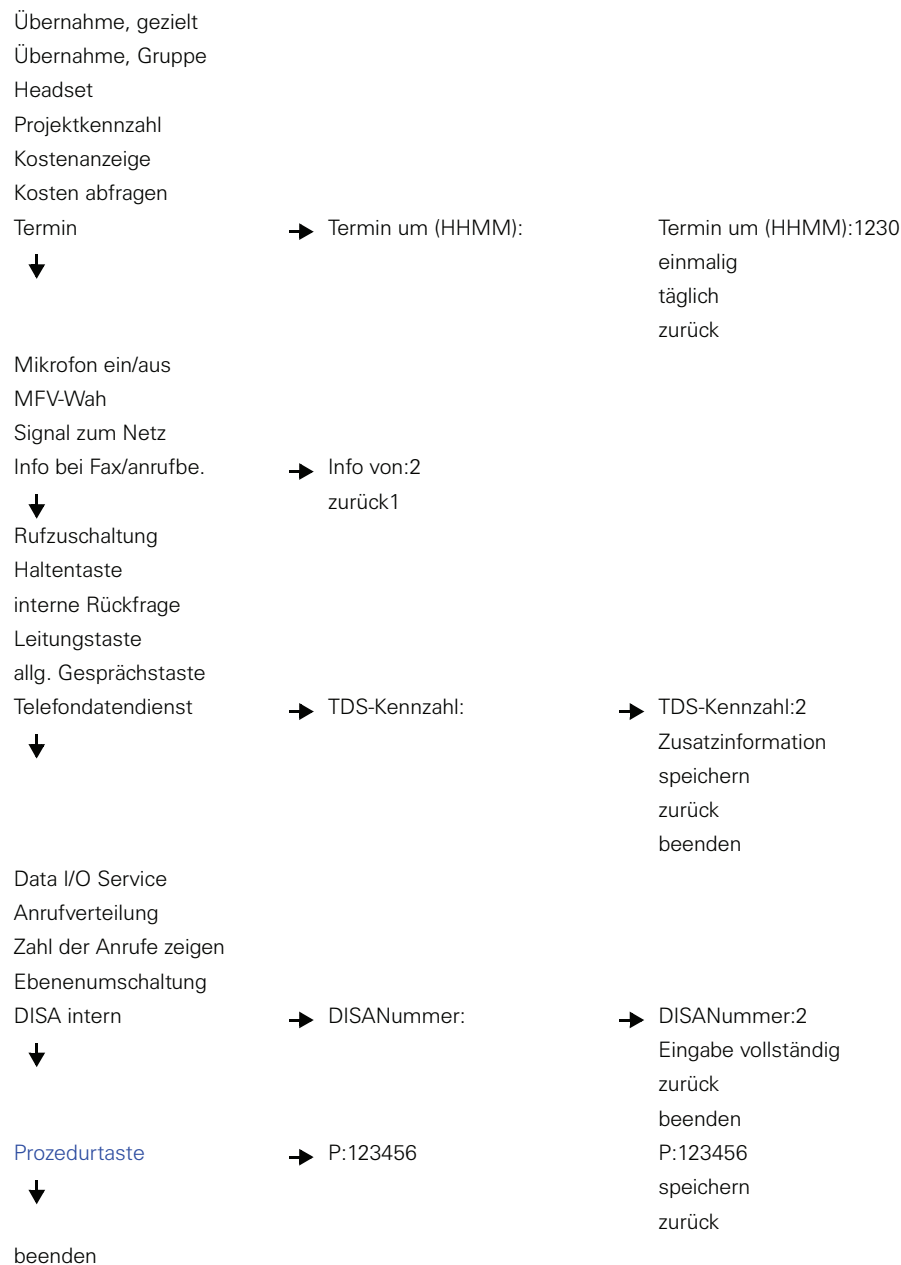 Übernahme, gezielt
Übernahme, Gruppe
Headset
Projektkennzahl
Kostenanzeige
Kosten abfragen
Termin Termin um (HHMM): Termin um (HHMM):1230
einmalig
täglich
zurück
Mikrofon ein/aus
MFV-Wah
Signal zum Netz
Info bei Fax/anrufbe. Info von:2
zurück1
Rufzuschaltung
Haltentaste
interne Rückfrage
Leitungstaste
allg. Gesprächstaste
Telefondatendienst TDS-Kennzahl: TDS-Kennzahl:2
Zusatzinformation
speichern
zurück
beenden
Data I/O Service
Anrufverteilung
Zahl der Anrufe zeigen
Ebenenumschaltung
DISA intern DISANummer: DISANummer:2
Eingabe vollständig
zurück
beenden
Prozedurtaste P:123456 P:123456
speichern
zurück
beenden